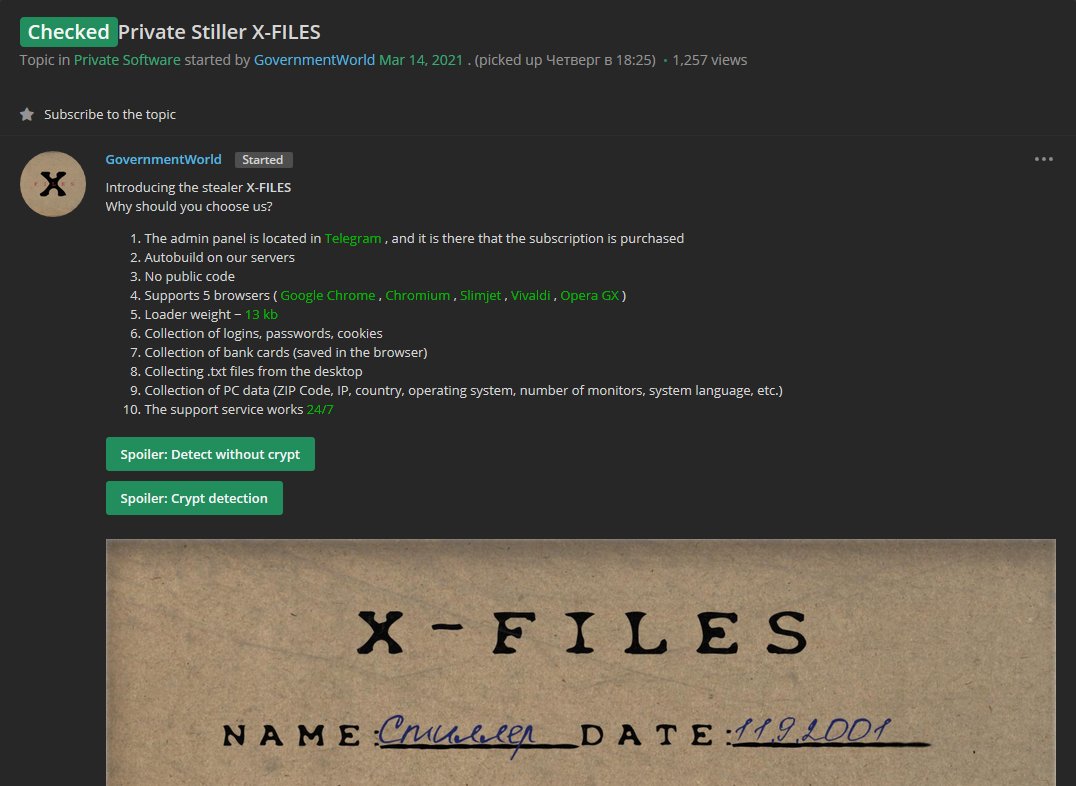 Checked Private Stiller X-FILES
Topic in Private Software started by GovernmentWorld Mar 14, 2021 . (picked up Четверг в 18:25) • 1,257 views
Subscribe to the topic
X
FILES
GovernmentWorld Started
Introducing the stealer X-FILES
Why should you choose us?
1. The admin panel is located in Telegram , and it is there that the subscription is purchased
2. Autobuild on our servers
3. No public code
4. Supports 5 browsers ( Google Chrome , Chromium , Slimjet , Vivaldi , Opera GX )
5. Loader weight ~ 13 kb
6. Collection of logins, passwords, cookies
7. Collection of bank cards (saved in the browser)
8. Collecting .txt files from the desktop
9. Collection of PC data (ZIP Code, IP, country, operating system, number of monitors, system language, etc.)
10. The support service works 24/7
Spoiler: Detect without crypt
Spoiler: Crypt detection
X-FILES
NAME: Стиллер DATE: 11.9.2001